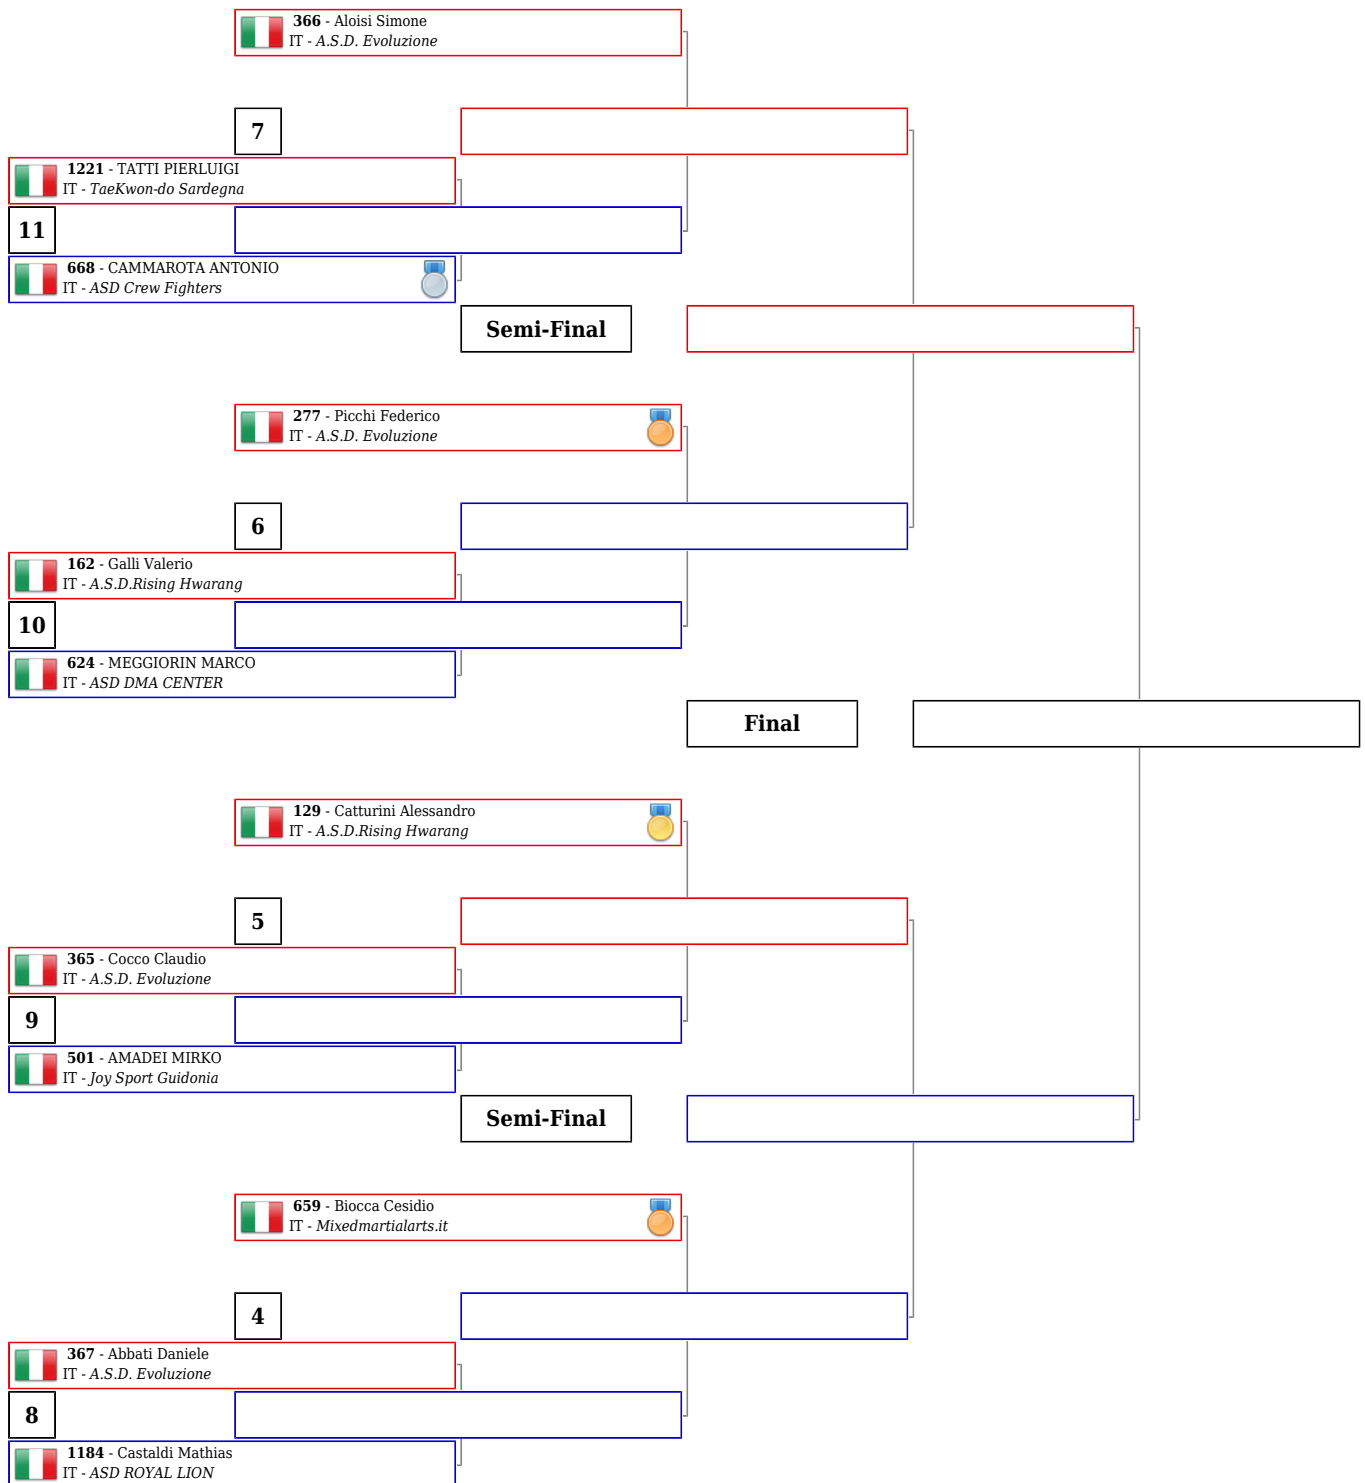 366 - Aloisi Simone
IT - A.S.D. Evoluzione
7
1221 - TATTI PIERLUIGI
IT - TaeKwon-do Sardegna
11
668 - CAMMAROTA ANTONIO
IT - ASD Crew Fighters
Semi-Final
277 - Picchi Federico
IT - A.S.D. Evoluzione
6
162 - Galli Valerio
IT - A.S.D.Rising Hwarang
10
624 - MEGGIORIN MARCO
IT - ASD DMA CENTER
Final
129 - Catturini Alessandro
IT - A.S.D.Rising Hwarang
5
365 - Cocco Claudio
IT - A.S.D. Evoluzione
9
501 - AMADEI MIRKO
IT - Joy Sport Guidonia
Semi-Final
659 - Biocca Cesidio
IT - Mixedmartialarts.it
4
367 - Abbati Daniele
IT - A.S.D. Evoluzione
8
1184 - Castaldi Mathias
IT - ASD ROYAL LION